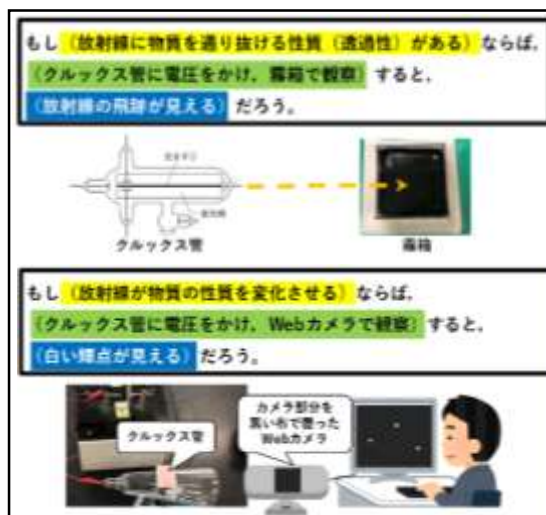 もし（放射線に物質を通り抜ける性質（透過性）がある）ならば，
（クルックス管に電圧をかけ，霧箱で観察）すると，
（放射線の飛跡が見える）だろう。
クルックス管
霧箱
もし（放射線が物質の性質を変化させる）ならば，
（クルックス管に電圧をかけ，Webカメラで観察）すると，
（白い輝点が見える）だろう。
クルックス管
カメラ部分を
黒い布で覆った
Webカメラ